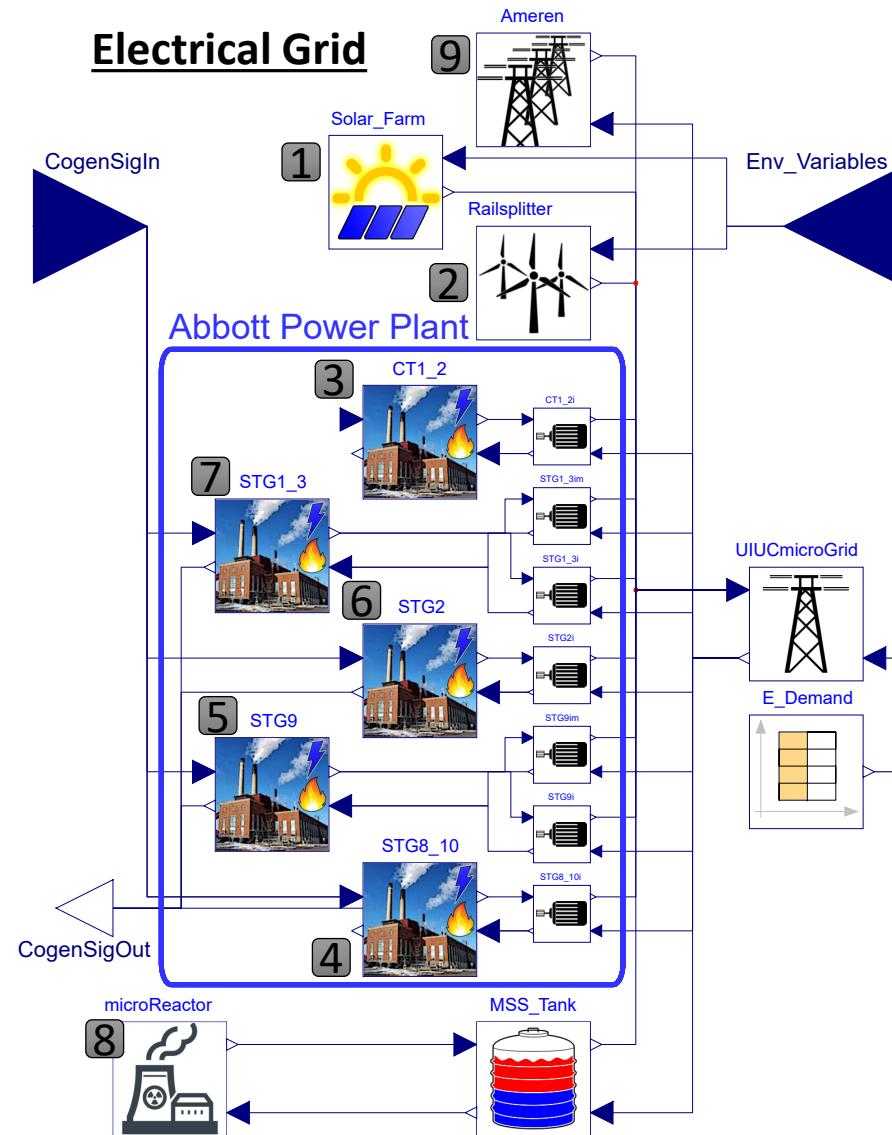 Electrical Grid
Ameren
9
Solar_Farm
1
CogenSigIn
Env_Variables
Railsplitter
2
Abbott Power Plant
CT1_2
3
CT1_2i
STG1_3
7
STG1_3im
STG1_3i
UIUCmicroGrid
6
STG2
STG2i
E_Demand
5
STG9
STG9im
STG9i
STG8_10
STG8_10i
4
CogenSigOut
microReactor
8
MSS_Tank